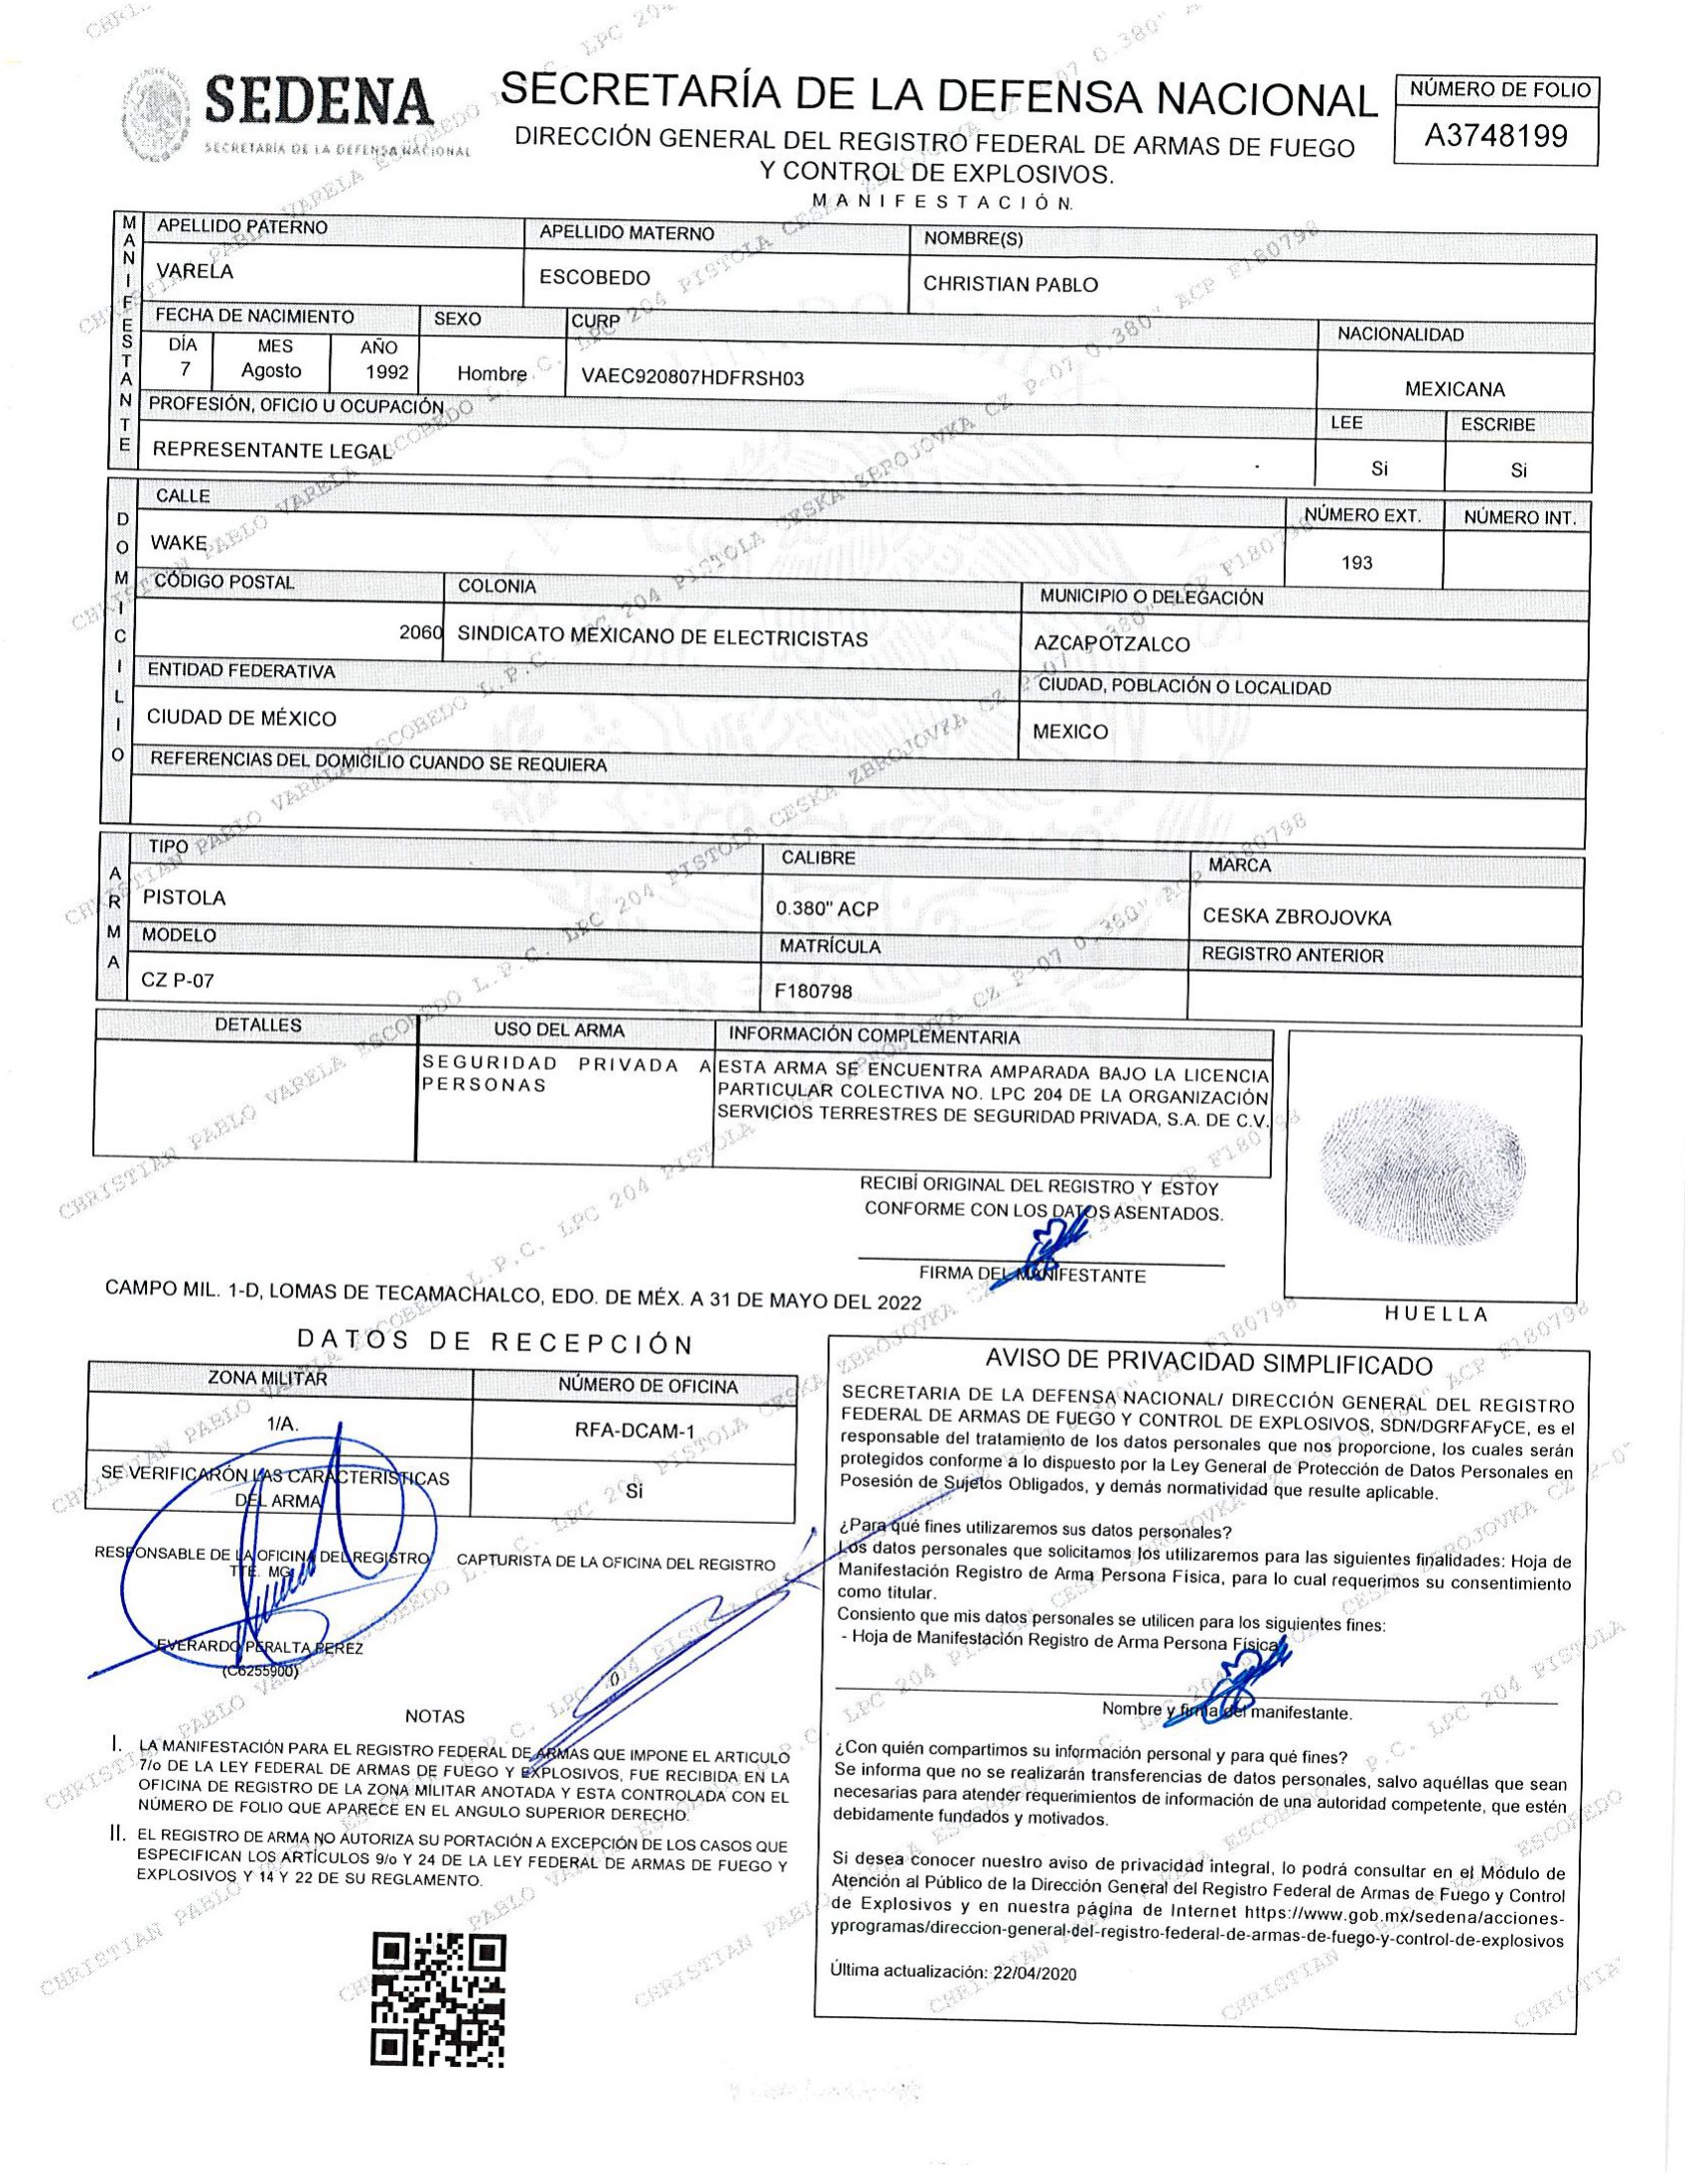 SEDENA
SECRETARÍA DE LA DEFENSA NACIONAL
SECRETARÍA DE LA DEFENSA NACIONAL
DIRECCIÓN GENERAL DEL REGISTRO FEDERAL DE ARMAS DE FUEGO
Y CONTROL DE EXPLOSIVOS.
MANIFESTACIÓN.
NÚMERO DE FOLIO
A3748199
MANIFESTANTE
APELLIDO PATERNO APELLIDO MATERNO NOMBRE(S)
VARELA ESCOBEDO CHRISTIAN PABLO
FECHA DE NACIMIENTO SEXO CURP NACIONALIDAD
DÍA MES AÑO
7 Agosto 1992 Hombre VAEC920807HDFRSH03 MEXICANA
PROFESIÓN, OFICIO U OCUPACIÓN LEE ESCRIBE
REPRESENTANTE LEGAL Si Si
DOMICILIO
CALLE NÚMERO EXT. NÚMERO INT.
WAKE 193
CÓDIGO POSTAL COLONIA MUNICIPIO O DELEGACIÓN
2060 SINDICATO MEXICANO DE ELECTRICISTAS AZCAPOTZALCO
ENTIDAD FEDERATIVA CIUDAD, POBLACIÓN O LOCALIDAD
CIUDAD DE MÉXICO MEXICO
REFERENCIAS DEL DOMICILIO CUANDO SE REQUIERA
ARMA
TIPO CALIBRE MARCA
PISTOLA 0.380" ACP CESKA ZBROJOVKA
MODELO MATRÍCULA REGISTRO ANTERIOR
CZ P-07 F180798
DETALLES USO DEL ARMA INFORMACIÓN COMPLEMENTARIA
SEGURIDAD PRIVADA A
PERSONAS
ESTA ARMA SE ENCUENTRA AMPARADA BAJO LA LICENCIA
PARTICULAR COLECTIVA NO. LPC 204 DE LA ORGANIZACIÓN
SERVICIOS TERRESTRES DE SEGURIDAD PRIVADA, S.A. DE C.V.
RECIBÍ ORIGINAL DEL REGISTRO Y ESTOY
CONFORME CON LOS DATOS ASENTADOS.
FIRMA DEL MANIFESTANTE
HUELLA
CAMPO MIL. 1-D, LOMAS DE TECAMACHALCO, EDO. DE MÉX. A 31 DE MAYO DEL 2022
DATOS DE RECEPCIÓN
ZONA MILITAR NÚMERO DE OFICINA
1/A. RFA-DCAM-1
SE VERIFICARÓN LAS CARACTERISTICAS
DEL ARMA
Si
RESPONSABLE DE LA OFICINA DEL REGISTRO
TTE. MG.
CAPTURISTA DE LA OFICINA DEL REGISTRO
EVERARDO PERALTA PEREZ
(C6255900)
NOTAS
I. LA MANIFESTACIÓN PARA EL REGISTRO FEDERAL DE ARMAS QUE IMPONE EL ARTICULO
7/o DE LA LEY FEDERAL DE ARMAS DE FUEGO Y EXPLOSIVOS, FUE RECIBIDA EN LA
OFICINA DE REGISTRO DE LA ZONA MILITAR ANOTADA Y ESTA CONTROLADA CON EL
NÚMERO DE FOLIO QUE APARECE EN EL ANGULO SUPERIOR DERECHO.
II. EL REGISTRO DE ARMA NO AUTORIZA SU PORTACIÓN A EXCEPCIÓN DE LOS CASOS QUE
ESPECIFICAN LOS ARTÍCULOS 9/o Y 24 DE LA LEY FEDERAL DE ARMAS DE FUEGO Y
EXPLOSIVOS Y 14 Y 22 DE SU REGLAMENTO.
AVISO DE PRIVACIDAD SIMPLIFICADO
SECRETARIA DE LA DEFENSA NACIONAL/ DIRECCIÓN GENERAL DEL REGISTRO
FEDERAL DE ARMAS DE FUEGO Y CONTROL DE EXPLOSIVOS, SDN/DGRFAFyCE, es el
responsable del tratamiento de los datos personales que nos proporcione, los cuales serán
protegidos conforme a lo dispuesto por la Ley General de Protección de Datos Personales en
Posesión de Sujetos Obligados, y demás normatividad que resulte aplicable.
¿Para qué fines utilizaremos sus datos personales?
Los datos personales que solicitamos los utilizaremos para las siguientes finalidades: Hoja de
Manifestación Registro de Arma Persona Física, para lo cual requerimos su consentimiento
como titular.
Consiento que mis datos personales se utilicen para los siguientes fines:
- Hoja de Manifestación Registro de Arma Persona Física
Nombre y firma del manifestante.
¿Con quién compartimos su información personal y para qué fines?
Se informa que no se realizarán transferencias de datos personales, salvo aquéllas que sean
necesarias para atender requerimientos de información de una autoridad competente, que estén
debidamente fundados y motivados.
Si desea conocer nuestro aviso de privacidad integral, lo podrá consultar en el Módulo de
Atención al Público de la Dirección General del Registro Federal de Armas de Fuego y Control
de Explosivos y en nuestra página de Internet https://www.gob.mx/sedena/acciones-
yprogramas/direccion-general-del-registro-federal-de-armas-de-fuego-y-control-de-explosivos
Última actualización: 22/04/2020
CHRISTIAN PABLO VARELA ESCOBEDO L.P.C. LPC 204 PISTOLA CESKA ZBROJOVKA CZ P-07 0.380" ACP F180798